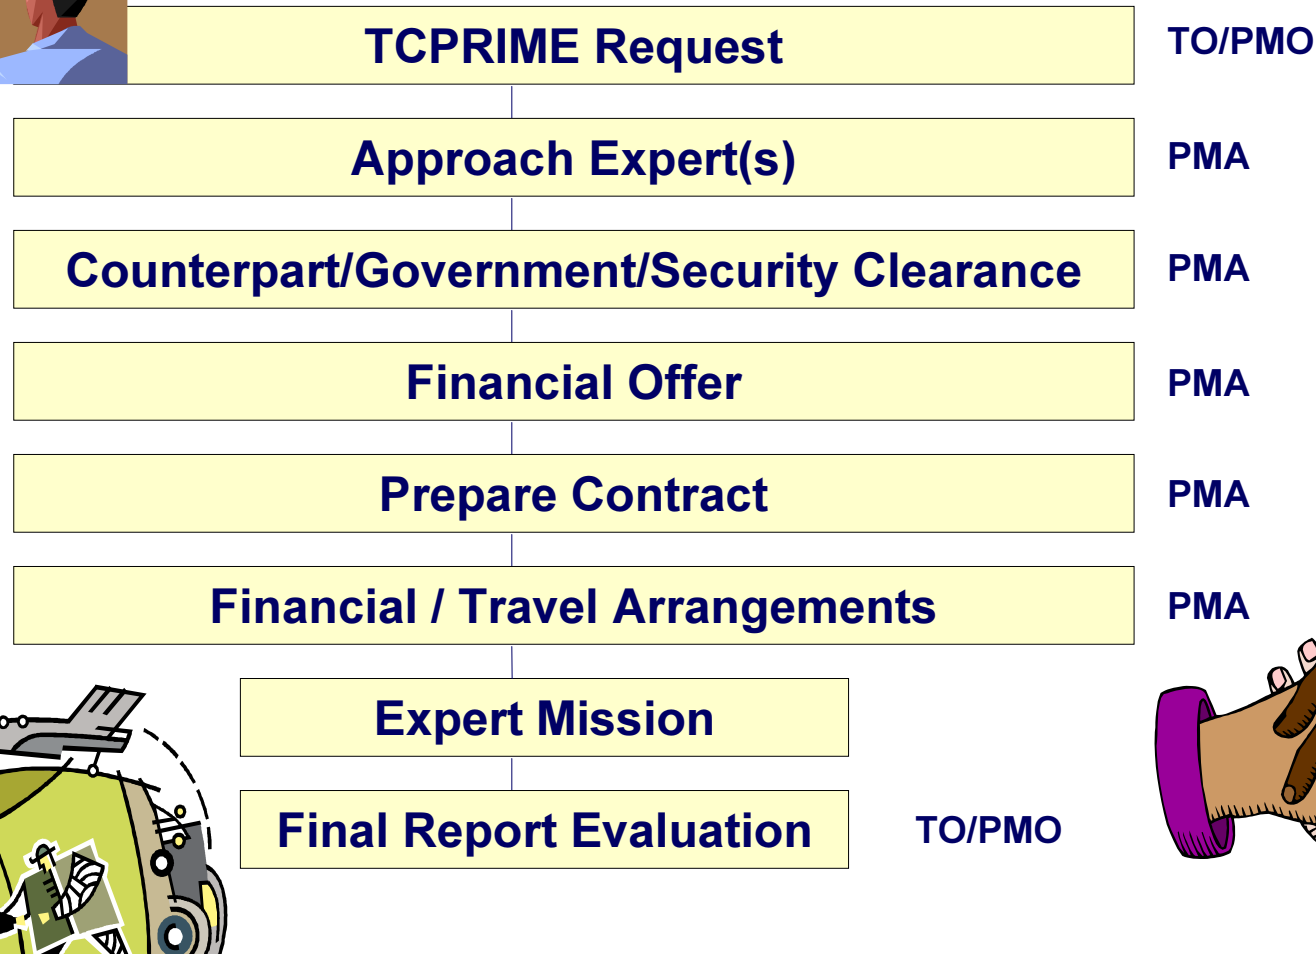 TCPRIME Request TO/PMO
Approach Expert(s) PMA
Counterpart/Government/Security Clearance PMA
Financial Offer PMA
Prepare Contract PMA
Financial / Travel Arrangements PMA
Expert Mission
Final Report Evaluation TO/PMO